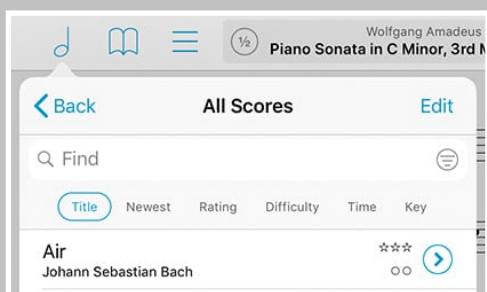 ½
Wolfgang Amadeus
Piano Sonata in C Minor, 3rd
Back All Scores Edit
Find
Title Newest Rating Difficulty Time Key
Air
Johann Sebastian Bach